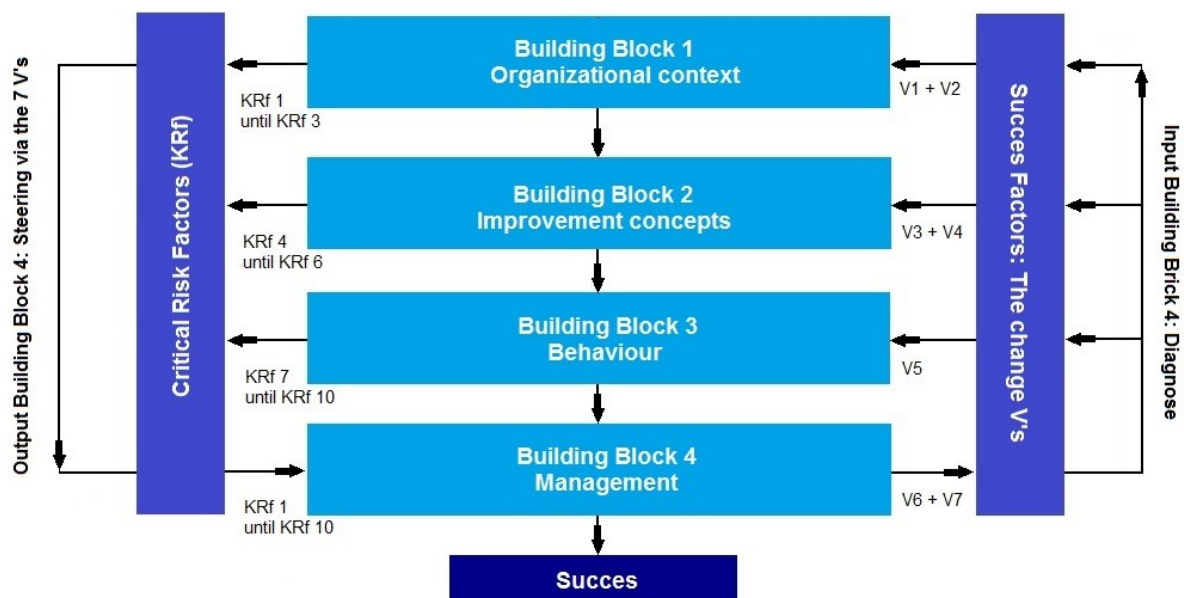 Building Block 1
Organizational context
KRf 1
until KRf 3
V1 + V2
Building Block 2
Improvement concepts
KRf 4
until KRf 6
V3 + V4
Building Block 3
Behaviour
KRf 7
until KRf 10
V5
Building Block 4
Management
KRf 1
until KRf 10
V6 + V7
Succes
Output Building Block 4: Steering via the 7 V's
Critical Risk Factors (KRf)
Succes Factors: The change V's
Input Building Brick 4: Diagnose